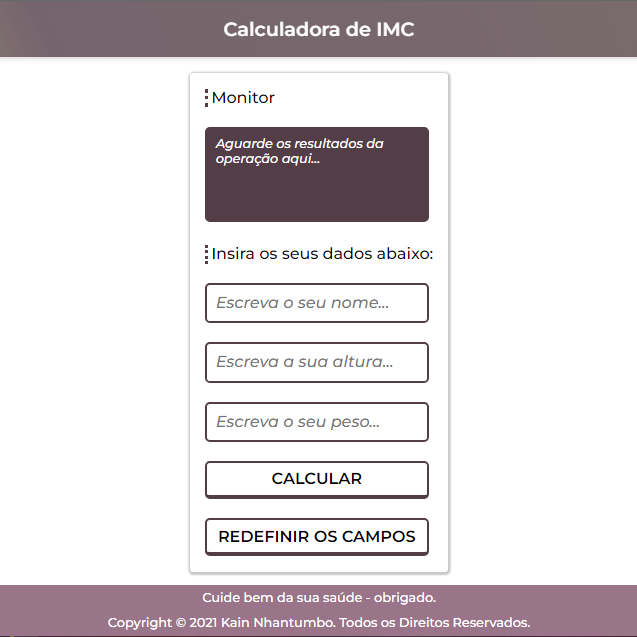 Calculadora de IMC
Monitor
Aguarde os resultados da
operação aqui...
Insira os seus dados abaixo:
Escreva o seu nome...
Escreva a sua altura...
Escreva o seu peso...
CALCULAR
REDEFINIR OS CAMPOS
Cuide bem da sua saúde - obrigado.
Copyright © 2021 Kain Nhantumbo. Todos os Direitos Reservados.